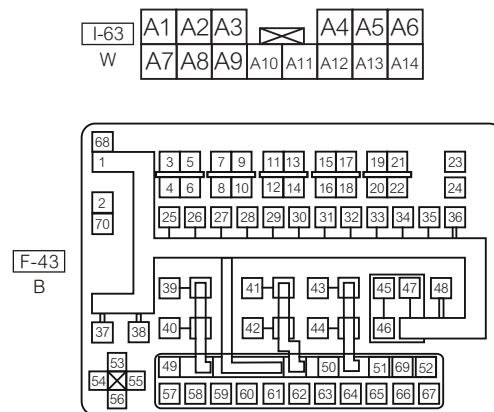 I-63
W
A1 A2 A3 A4 A5 A6
A7 A8 A9 A10 A11 A12 A13 A14
F-43
B
68
1 3 5 7 9 11 13 15 17 19 21 23
4 6 8 10 12 14 16 18 20 22 24
2
70 25 26 27 28 29 30 31 32 33 34 35 36
39 41 43 45 47 48
37 38 40 42 44 46
53
54 55
56
49 50 51 69 52
57 58 59 60 61 62 63 64 65 66 67